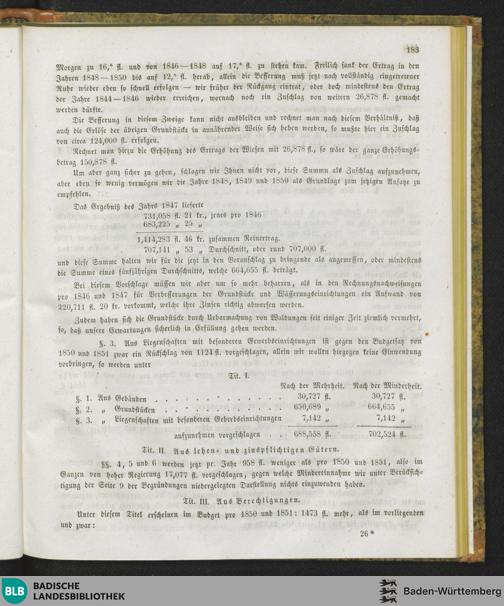 183
Morgen zu 16,⁸ fl. und von 1846—1848 auf 17,⁸ fl. zu stehen kam. Freilich sank der Ertrag in den
Jahren 1848—1850 bis auf 12,⁸ fl. herab, allein die Besserung muß jetzt nach vollständig eingetretener
Ruhe wieder eben so schnell erfolgen — wie früher der Rückgang eintrat, oder doch mindestens den Ertrag
der Jahre 1844—1846 wieder erreichen, wornach noch ein Zuschlag von weitern 26,878 fl. gemacht
werden dürfte.
Die Besserung in diesem Zweige kann nicht ausbleiben und rechnet man nach diesem Verhältniß, daß
auch die Erlöse der übrigen Grundstücke in annähernder Weise sich heben werden, so müßte hier ein Zuschlag
von circa 124,000 fl. erfolgen.
Rechnet man hiezu die Erhöhung des Ertrags der Wiesen mit 26,878 fl., so wäre der ganze Erhöhungs-
betrag 150,878 fl.
Um aber ganz sicher zu gehen, schlagen wir Ihnen nicht vor, diese Summe als Zuschlag aufzunehmen,
aber eben so wenig vermögen wir die Jahre 1848, 1849 und 1850 als Grundlage zum jetzigen Ansatze zu
empfehlen.
Das Ergebniß des Jahrs 1847 lieferte
731,058 fl. 21 kr., jenes pro 1846
683,225 „ 25 „
1,414,283 fl. 46 kr. zusammen Reinertrag.
707,141 „ 53 „ Durchschnitt, oder rund 707,000 fl.
und diese Summe halten wir für die jetzt in den Voranschlag zu bringende als angemessen, oder mindestens
die Summe eines fünfjährigen Durchschnitts, welche 664,655 fl. beträgt.
Bei diesem Vorschlage müssen wir aber um so mehr beharren, als in den Rechnungsnachweisungen
pro 1846 und 1847 für Verbesserungen der Grundstücke und Wässerungseinrichtungen ein Aufwand von
220,711 fl. 20 kr. vorkommt, welche ihre Zinsen richtig abwerfen werden.
Zudem haben sich die Grundstücke durch Urbarmachung von Waldungen seit einiger Zeit ziemlich vermehrt,
so, daß unsere Erwartungen sicherlich in Erfüllung gehen werden.
§. 3. Aus Liegenschaften mit besonderen Gewerbseinrichtungen ist gegen den Budgetsatz von
1850 und 1851 zwar ein Rückschlag von 1124 fl. vorgeschlagen, allein wir wollen hiegegen keine Einwendung
vorbringen, so werden unter
Tit. I.
Nach der Mehrheit. Nach der Minderheit.
§. 1. Aus Gebäuden . . . . . . . . . . . 30,727 fl. 30,727 fl.
§. 2. „ Grundstücken . . . . . . . . . . 650,689 „ 664,655 „
§. 3. „ Liegenschaften mit besonderen Gewerbseinrichtungen 7,142 „ 7,142 „
aufzunehmen vorgeschlagen . . 688,558 fl. 702,524 fl.
Tit. II. Aus lehen- und zinspflichtigen Gütern.
§§. 4, 5 und 6 werden jetzt pr. Jahr 958 fl. weniger als pro 1850 und 1851, also im
Ganzen von hoher Regierung 17,077 fl. vorgeschlagen, gegen welche Mindereinnahme wir unter Berücksich-
tigung der Seite 9 der Begründungen niedergelegten Darstellung nichts einzuwenden haben.
Tit. III. Aus Berechtigungen.
Unter diesem Titel erscheinen im Budget pro 1850 und 1851: 1473 fl. mehr, als im vorliegenden
und zwar:
26*
BLB BADISCHE
LANDESBIBLIOTHEK
Baden-Württemberg